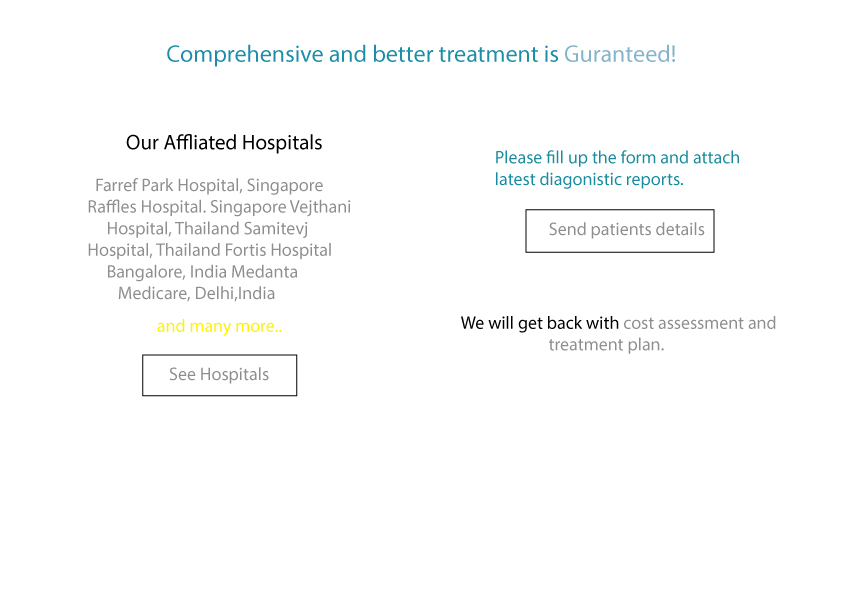 Comprehensive and better treatment is Guranteed!
Our Affliated Hospitals
Farref Park Hospital, Singapore
Raffles Hospital. Singapore Vejthani
Hospital, Thailand Samitevj
Hospital, Thailand Fortis Hospital
Bangalore, India Medanta
Medicare, Delhi,India
and many more..
See Hospitals
Please fill up the form and attach
latest diagonistic reports.
Send patients details
We will get back with cost assessment and
treatment plan.